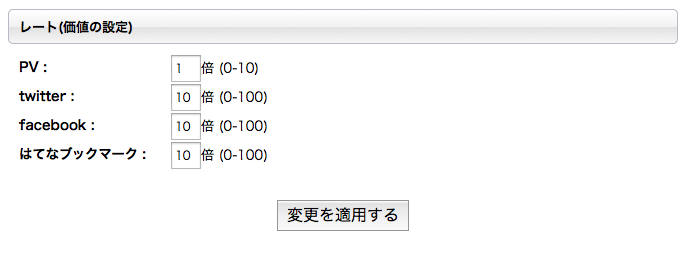 レート(価値の設定)
PV : 1 倍 (0-10)
twitter : 10 倍 (0-100)
facebook : 10 倍 (0-100)
はてなブックマーク : 10 倍 (0-100)
変更を適用する